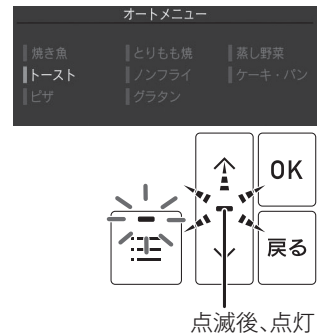 オートメニュー
焼き魚 とりもも焼 蒸し野菜
トースト ノンフライ ケーキ・パン
ピザ グラタン
OK
戻る
点滅後、点灯